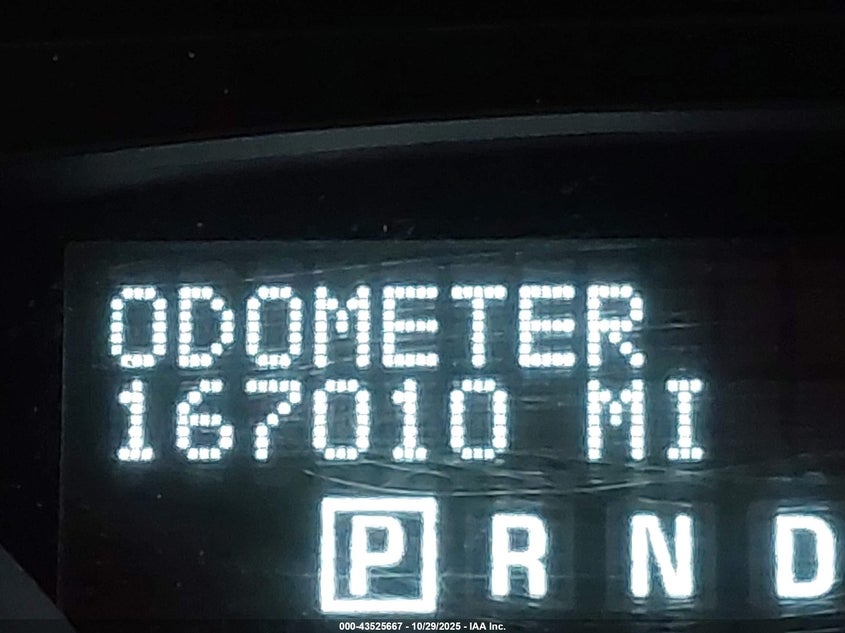 ODOMETER
167010 MI
P R N D
000-43525667 - 10/29/2025 - IAA Inc.